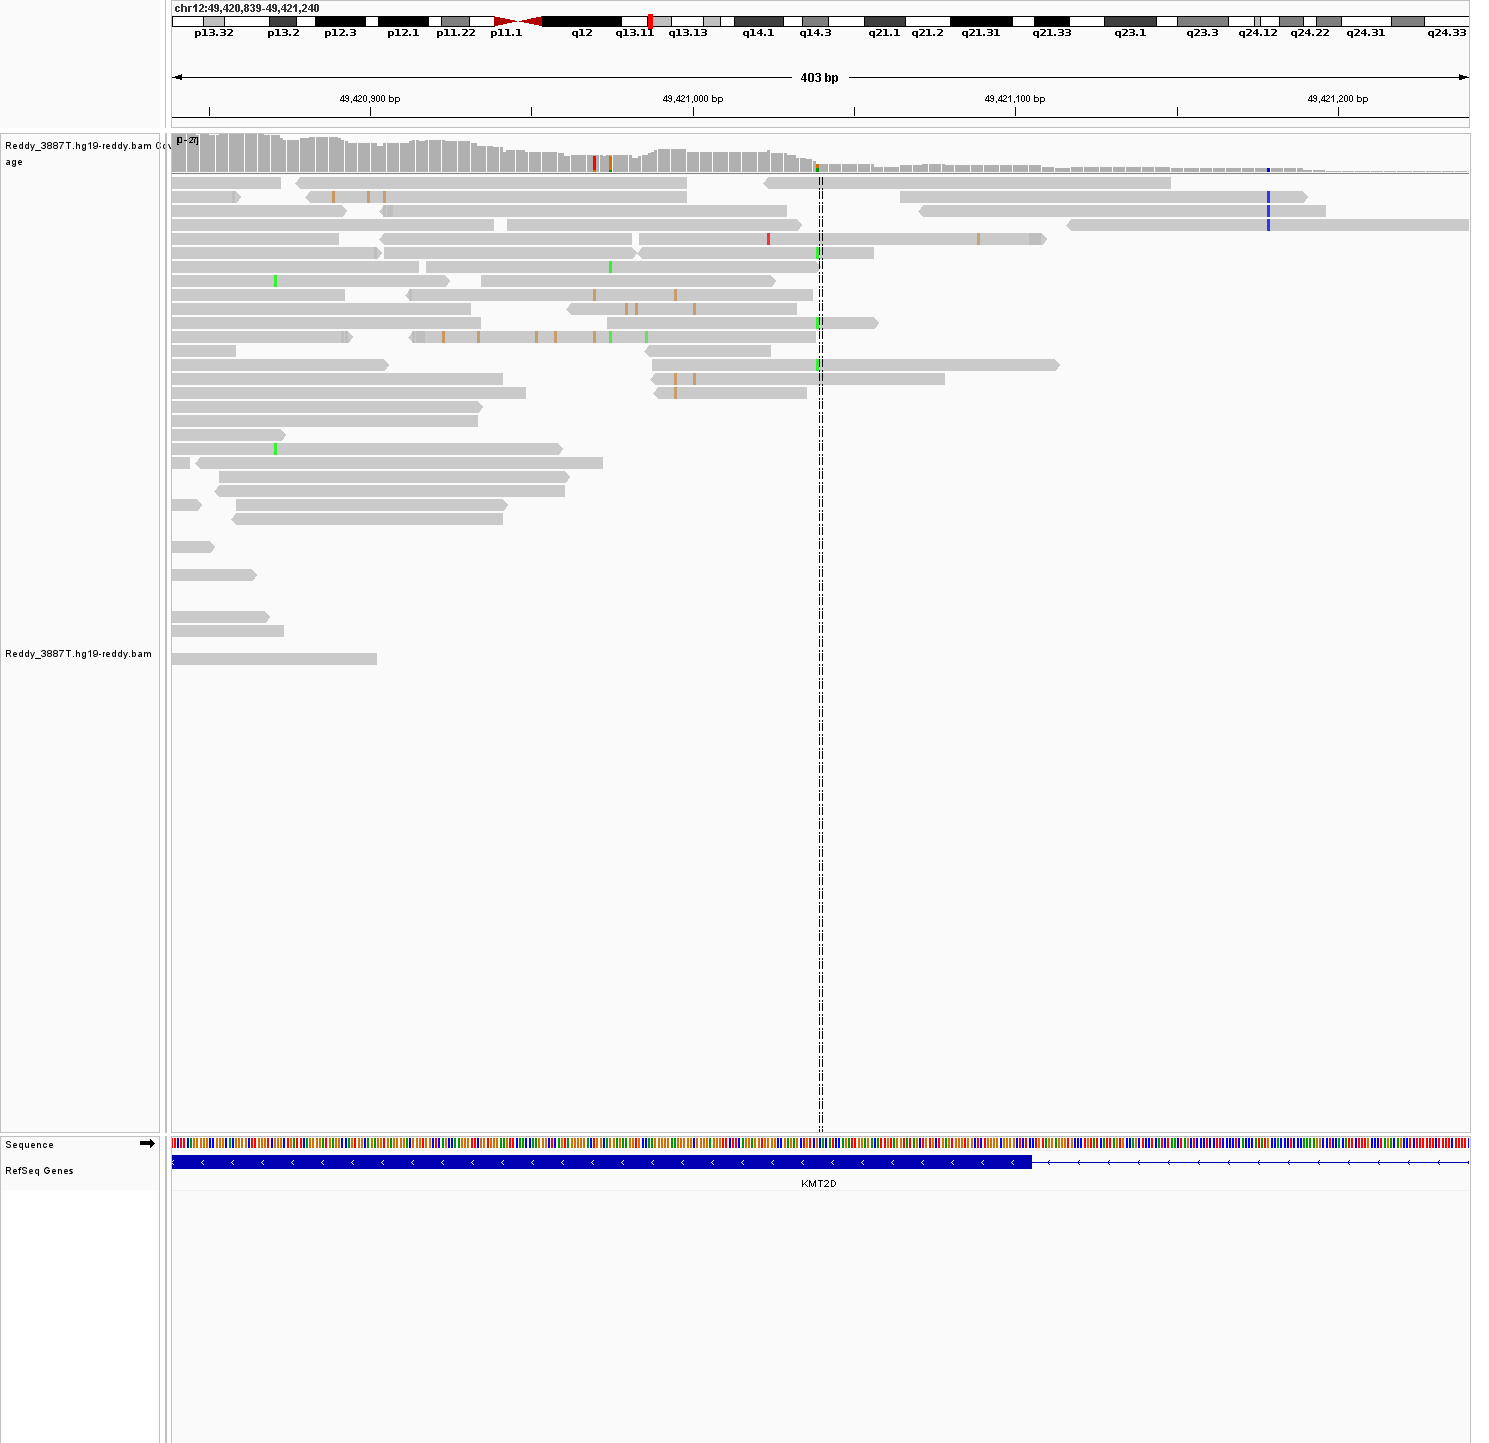 chr12:49,420,839-49,421,240
p13.32 p13.2 p12.3 p12.1 p11.22 p11.1 q12 q13.11 q13.13 q14.1 q14.3 q21.1 q21.2 q21.31 q21.33 q23.1 q23.3 q24.12 q24.22 q24.31 q24.33
403 bp
49,420,900 bp 49,421,000 bp 49,421,100 bp 49,421,200 bp
[0 - 27]
Reddy_3887T.hg19-reddy.bam Cov
age
Reddy_3887T.hg19-reddy.bam
Sequence
RefSeq Genes
KMT2D